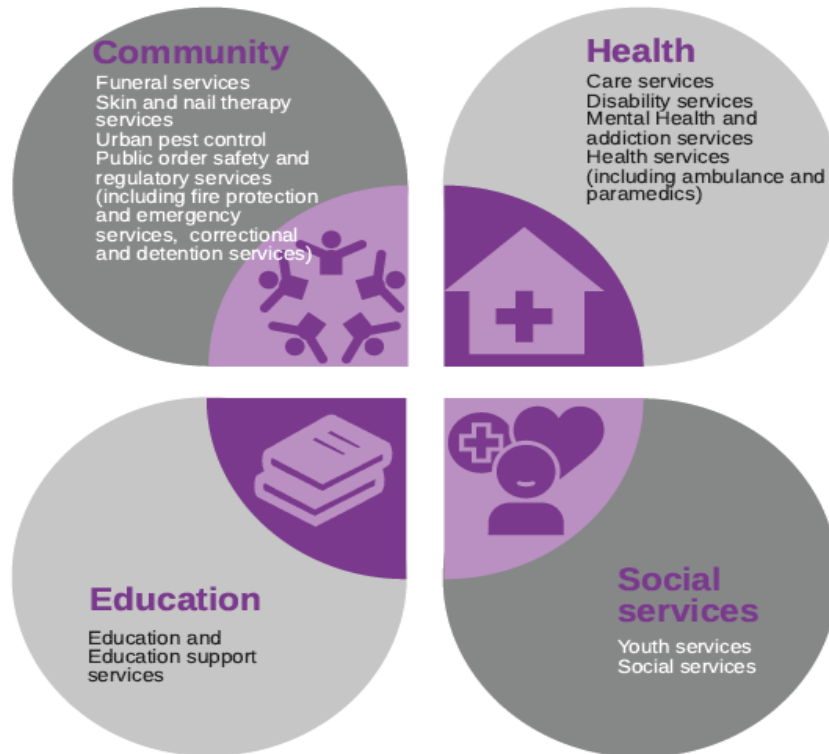 Community
Funeral services
Skin and nail therapy
services
Urban pest control
Public order safety and
regulatory services
(including fire protection
and emergency
services, correctional
and detention services)
Health
Care services
Disability services
Mental Health and
addiction services
Health services
(including ambulance and
paramedics)
Education
Education and
Education support
services
Social
services
Youth services
Social services